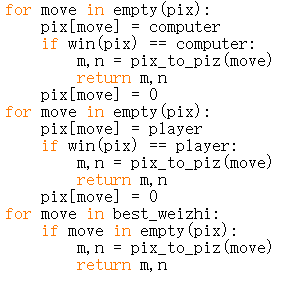 for move in empty(pix):
    pix[move] = computer
    if win(pix) == computer:
        m,n = pix_to_piz(move)
        return m,n
    pix[move] = 0
for move in empty(pix):
    pix[move] = player
    if win(pix) == player:
        m,n = pix_to_piz(move)
        return m,n
    pix[move] = 0
for move in best_weizhi:
    if move in empty(pix):
        m,n = pix_to_piz(move)
        return m,n